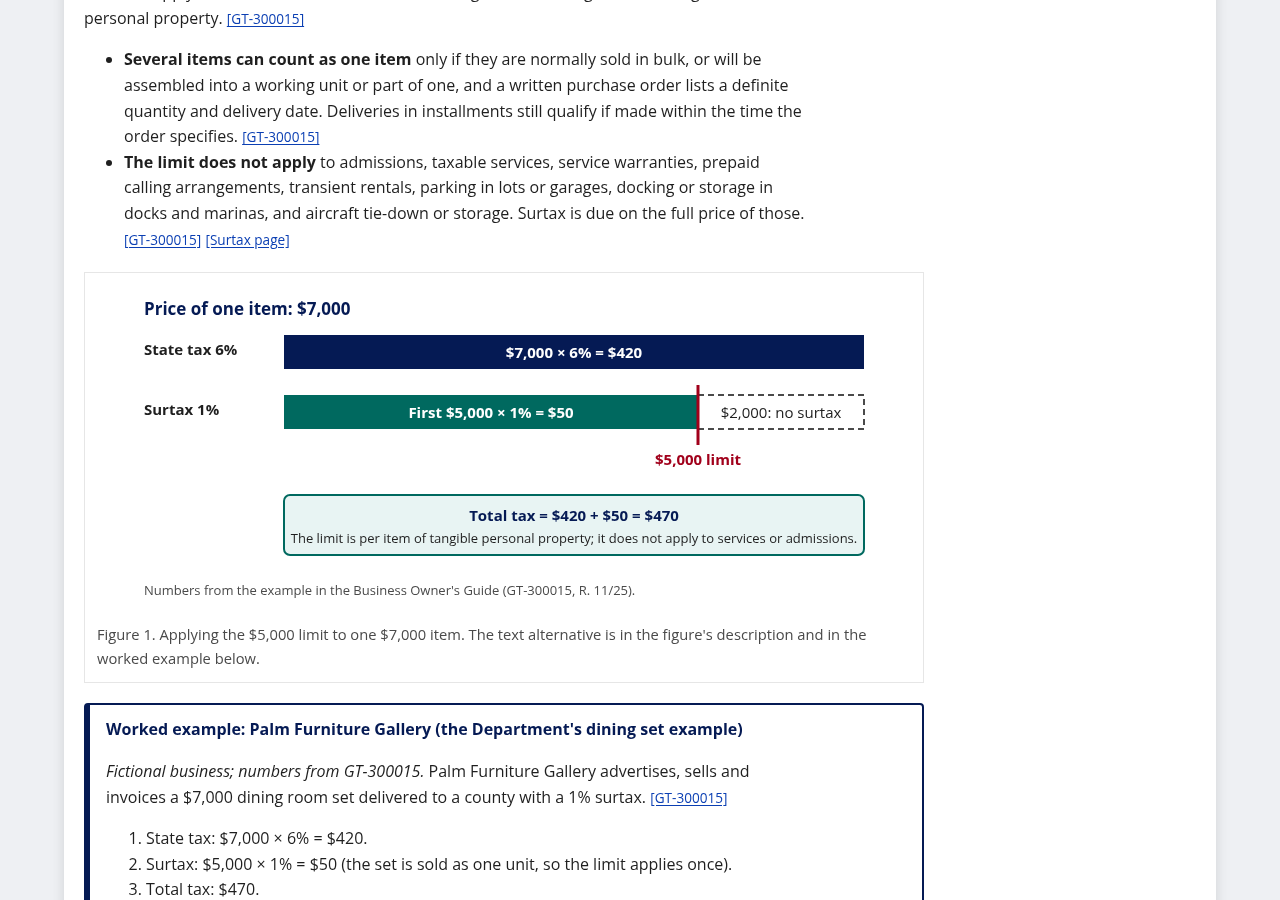 personal property. [GT-300015]
• Several items can count as one item only if they are normally sold in bulk, or will be
assembled into a working unit or part of one, and a written purchase order lists a definite
quantity and delivery date. Deliveries in installments still qualify if made within the time the
order specifies. [GT-300015]
• The limit does not apply to admissions, taxable services, service warranties, prepaid
calling arrangements, transient rentals, parking in lots or garages, docking or storage in
docks and marinas, and aircraft tie-down or storage. Surtax is due on the full price of those.
[GT-300015] [Surtax page]
Price of one item: $7,000
State tax 6%
$7,000 × 6% = $420
Surtax 1%
First $5,000 × 1% = $50
$2,000: no surtax
$5,000 limit
Total tax = $420 + $50 = $470
The limit is per item of tangible personal property; it does not apply to services or admissions.
Numbers from the example in the Business Owner's Guide (GT-300015, R. 11/25).
Figure 1. Applying the $5,000 limit to one $7,000 item. The text alternative is in the figure's description and in the
worked example below.
Worked example: Palm Furniture Gallery (the Department's dining set example)
Fictional business; numbers from GT-300015. Palm Furniture Gallery advertises, sells and
invoices a $7,000 dining room set delivered to a county with a 1% surtax. [GT-300015]
1. State tax: $7,000 × 6% = $420.
2. Surtax: $5,000 × 1% = $50 (the set is sold as one unit, so the limit applies once).
3. Total tax: $470.